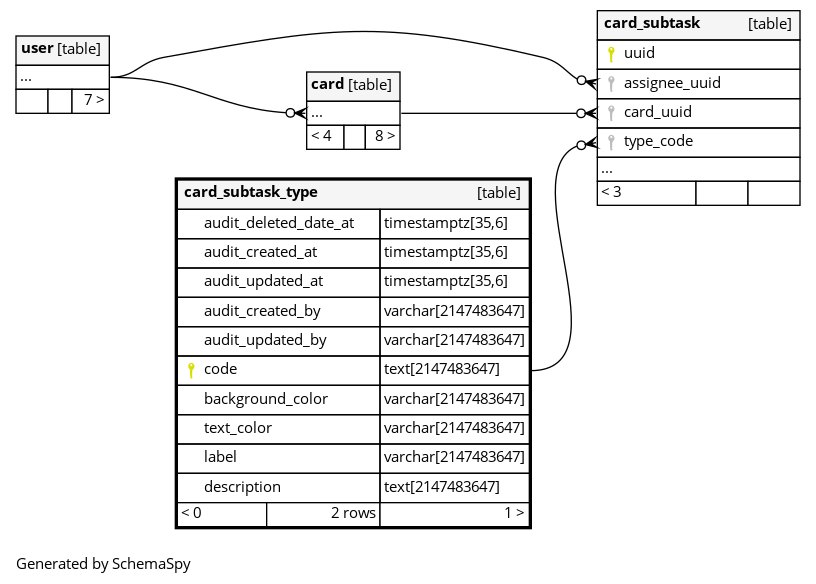 user [table]
...
7 >
card [table]
...
< 4 8 >
card_subtask [table]
uuid
assignee_uuid
card_uuid
type_code
...
< 3
card_subtask_type [table]
audit_deleted_date_at timestamptz[35,6]
audit_created_at timestamptz[35,6]
audit_updated_at timestamptz[35,6]
audit_created_by varchar[2147483647]
audit_updated_by varchar[2147483647]
code text[2147483647]
background_color varchar[2147483647]
text_color varchar[2147483647]
label varchar[2147483647]
description text[2147483647]
< 0 2 rows 1 >
Generated by SchemaSpy